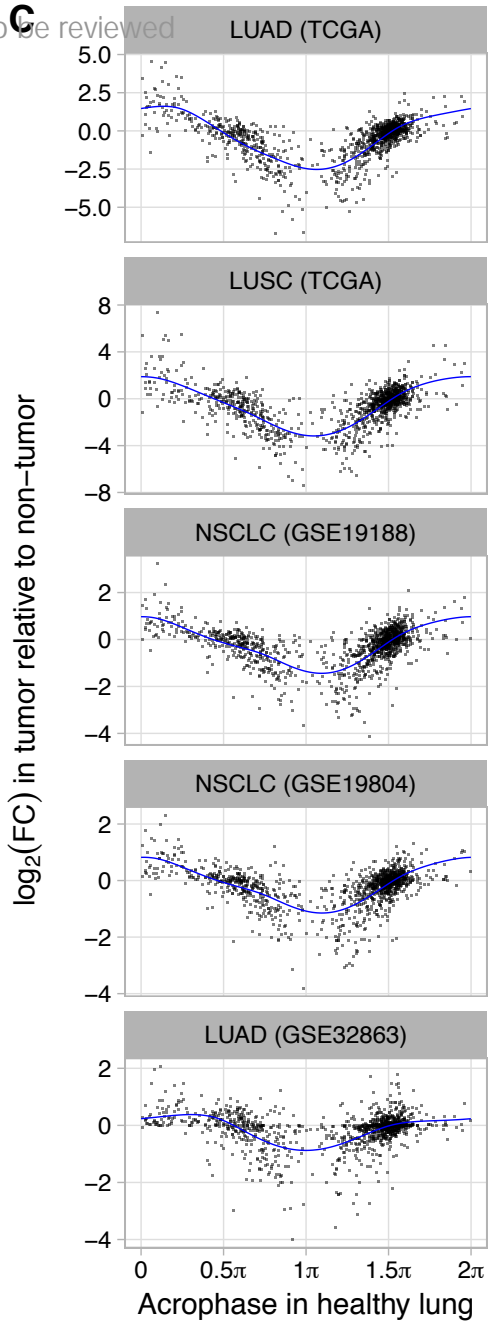 C
o be reviewed
LUAD (TCGA)
5.0
2.5
0.0
−2.5
−5.0
LUSC (TCGA)
8
4
0
−4
−8
NSCLC (GSE19188)
2
0
−2
−4
NSCLC (GSE19804)
2
0
−2
−4
LUAD (GSE32863)
2
0
−2
−4
log₂(FC) in tumor relative to non−tumor
0 0.5π 1π 1.5π 2π
Acrophase in healthy lung